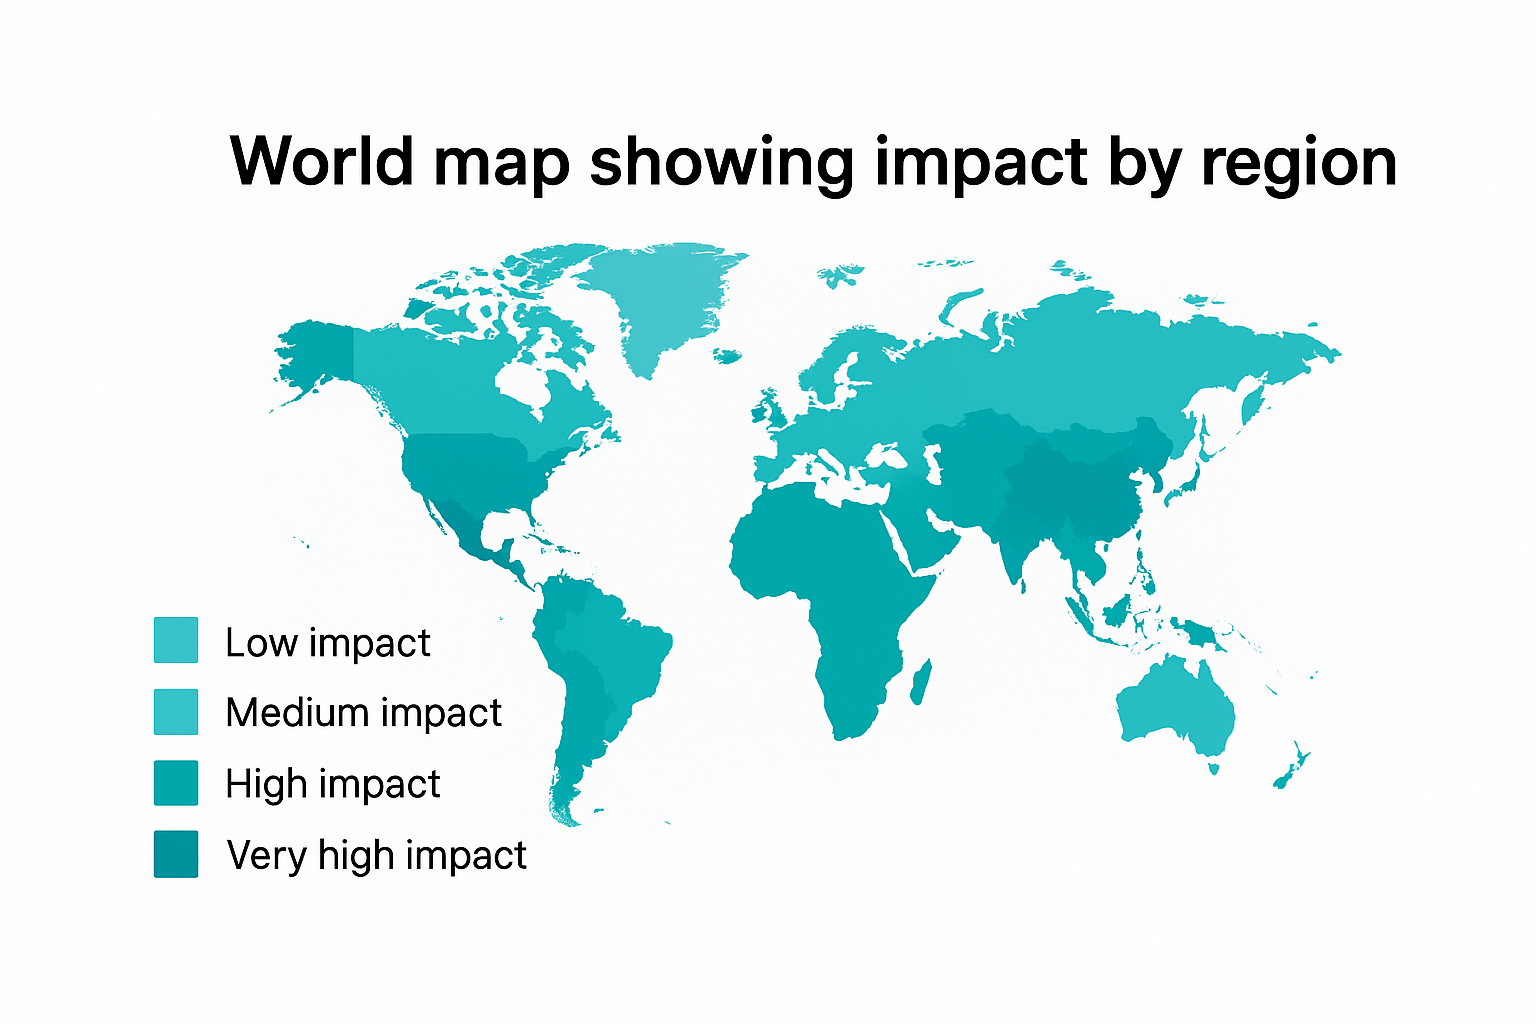 World map showing impact by region
Low impact
Medium impact
High impact
Very high impact